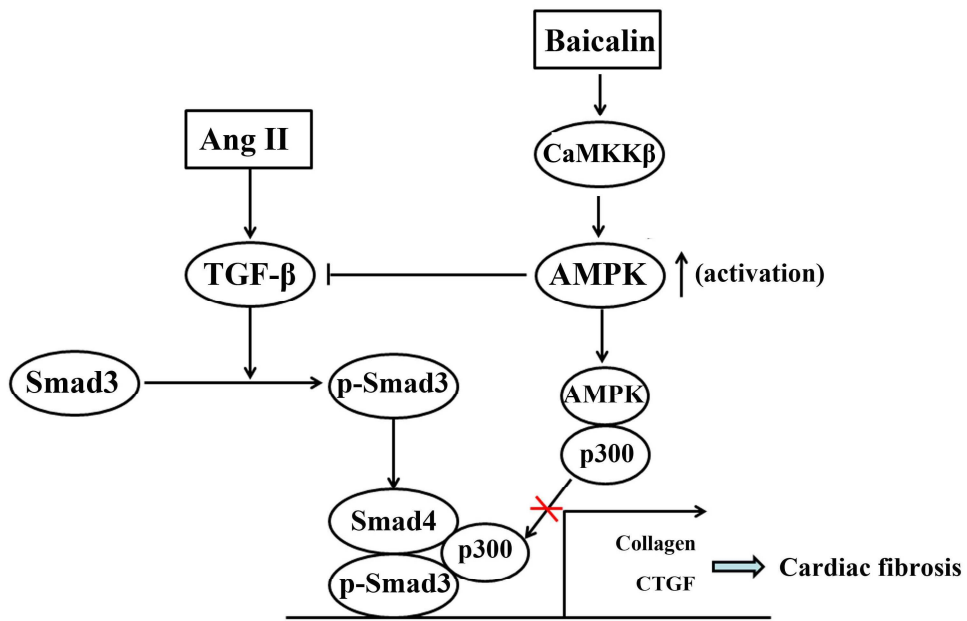 Baicalin
Ang II
CaMKKβ
TGF-β
AMPK
(activation)
Smad3
p-Smad3
AMPK
p300
Smad4
p300
p-Smad3
Collagen
CTGF
Cardiac fibrosis